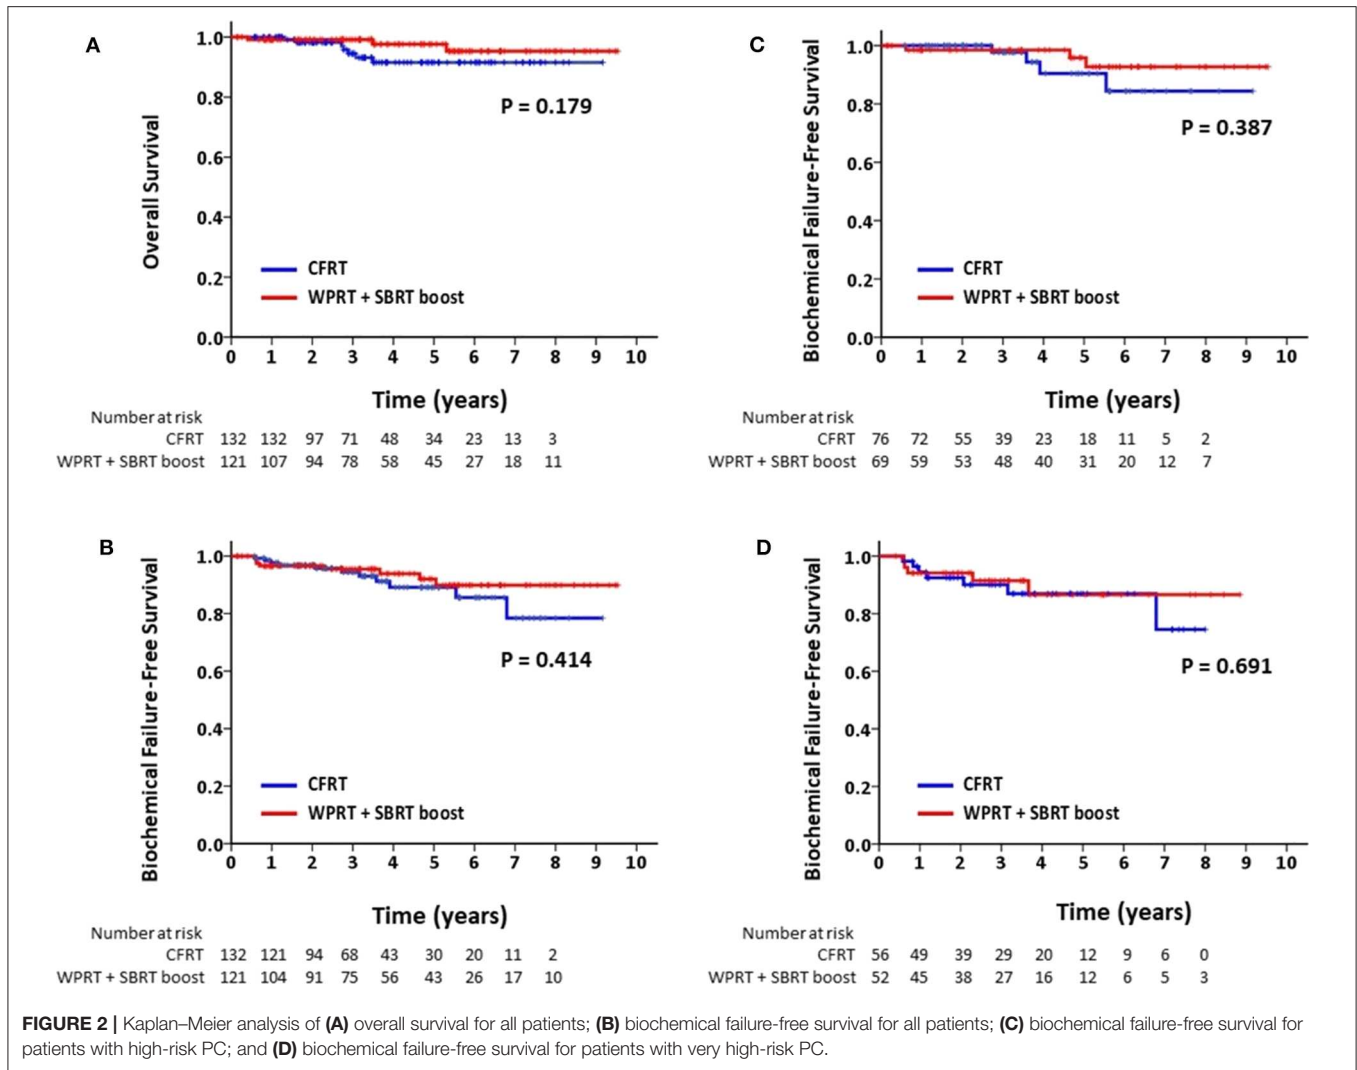 A
Overall Survival
1.0
0.8
0.6
0.4
0.2
0.0
P = 0.179
CFRT
WPRT + SBRT boost
0 1 2 3 4 5 6 7 8 9 10
Time (years)
Number at risk
CFRT 132 132 97 71 48 34 23 13 3
WPRT + SBRT boost 121 107 94 78 58 45 27 18 11
C
Biochemical Failure-Free Survival
1.0
0.8
0.6
0.4
0.2
0.0
P = 0.387
CFRT
WPRT + SBRT boost
0 1 2 3 4 5 6 7 8 9 10
Time (years)
Number at risk
CFRT 76 72 55 39 23 18 11 5 2
WPRT + SBRT boost 69 59 53 48 40 31 20 12 7
B
Biochemical Failure-Free Survival
1.0
0.8
0.6
0.4
0.2
0.0
P = 0.414
CFRT
WPRT + SBRT boost
0 1 2 3 4 5 6 7 8 9 10
Time (years)
Number at risk
CFRT 132 121 94 68 43 30 20 11 2
WPRT + SBRT boost 121 104 91 75 56 43 26 17 10
D
Biochemical Failure-Free Survival
1.0
0.8
0.6
0.4
0.2
0.0
P = 0.691
CFRT
WPRT + SBRT boost
0 1 2 3 4 5 6 7 8 9 10
Time (years)
Number at risk
CFRT 56 49 39 29 20 12 9 6 0
WPRT + SBRT boost 52 45 38 27 16 12 6 5 3
FIGURE 2 | Kaplan–Meier analysis of (A) overall survival for all patients; (B) biochemical failure-free survival for all patients; (C) biochemical failure-free survival for
patients with high-risk PC; and (D) biochemical failure-free survival for patients with very high-risk PC.